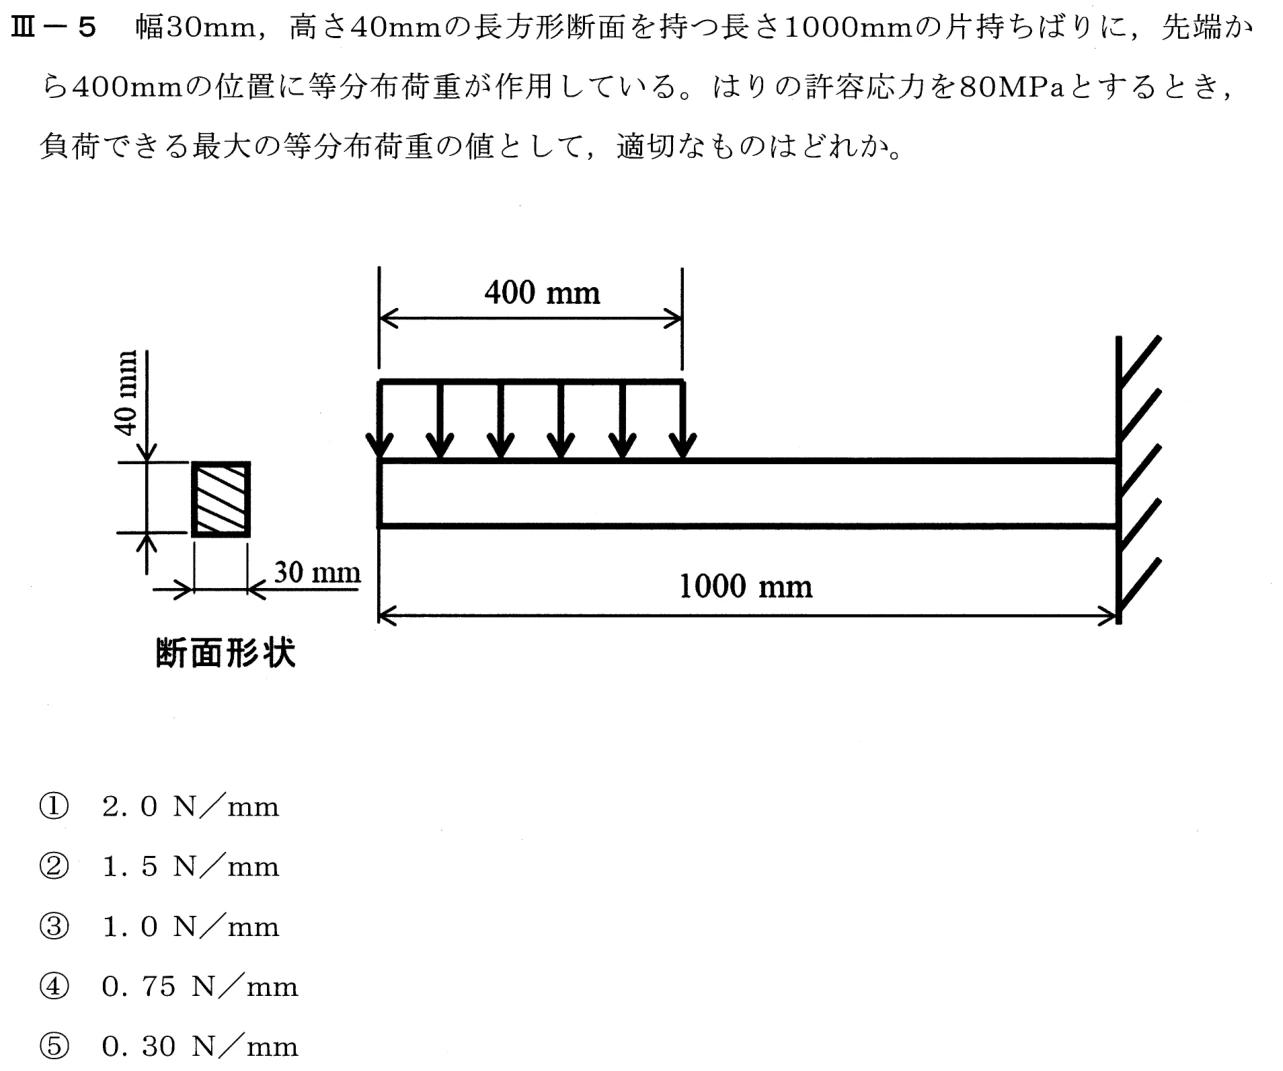 Ⅲ－5　幅30mm，高さ40mmの長方形断面を持つ長さ1000mmの片持ちばりに，先端か
ら400mmの位置に等分布荷重が作用している。はりの許容応力を80MPaとするとき，
負荷できる最大の等分布荷重の値として，適切なものはどれか。
400 mm
40 mm
30 mm
1000 mm
断面形状
①　2.0 N／mm
②　1.5 N／mm
③　1.0 N／mm
④　0.75 N／mm
⑤　0.30 N／mm